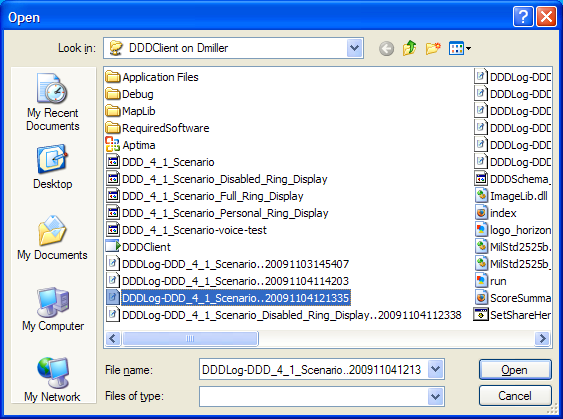 Open
Look in:
DDDClient on Dmiller
My Recent
Documents
Desktop
My Documents
My Computer
My Network
Application Files
Debug
MapLib
RequiredSoftware
Aptima
DDD_4_1_Scenario
DDD_4_1_Scenario_Disabled_Ring_Display
DDD_4_1_Scenario_Full_Ring_Display
DDD_4_1_Scenario_Personal_Ring_Display
DDD_4_1_Scenario-voice-test
DDDClient
DDDLog-DDD_4_1_Scenario..20091103145407
DDDLog-DDD_4_1_Scenario..20091104114203
DDDLog-DDD_4_1_Scenario..20091104121335
DDDLog-DDD_4_1_Scenario_Disabled_Ring_Display..20091104112338
DDDLog-DDD
DDDLog-DDD
DDDLog-DDD
DDDLog-DDD
DDDLog-DDD
DDDLog-DDD
DDDSchema_
ImageLib.dll
index
logo_horizon
MilStd2525b.
MilStd2525b_
run
ScoreSumma
SetShareHer
File name:
DDDLog-DDD_4_1_Scenario..200911041213
Open
Files of type:
Cancel